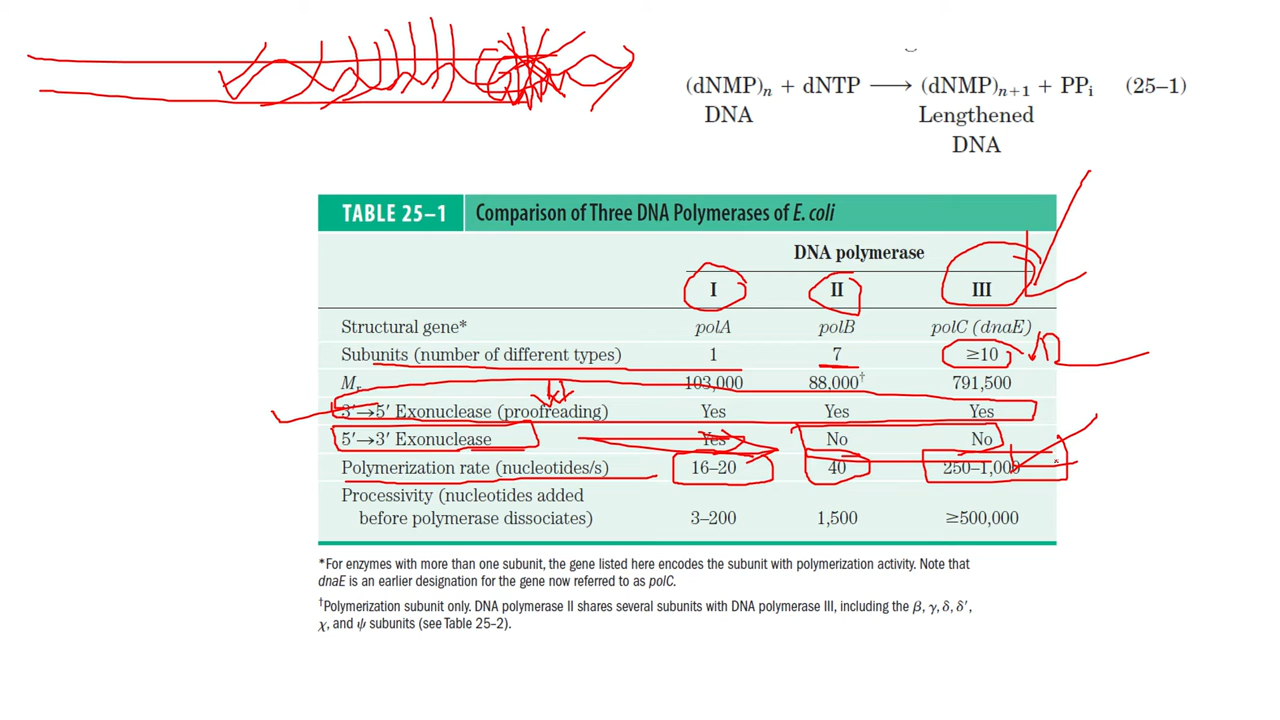 (dNMP)n + dNTP ⟶ (dNMP)n+1 + PPi (25–1)
DNA Lengthened
DNA
TABLE 25–1 Comparison of Three DNA Polymerases of E. coli
DNA polymerase
I II III
Structural gene* polA polB polC (dnaE)
Subunits (number of different types) 1 7 ≥10
Mr 103,000 88,000† 791,500
3′→5′ Exonuclease (proofreading) Yes Yes Yes
5′→3′ Exonuclease Yes No No
Polymerization rate (nucleotides/s) 16–20 40 250–1,000
Processivity (nucleotides added
before polymerase dissociates) 3–200 1,500 ≥500,000
*For enzymes with more than one subunit, the gene listed here encodes the subunit with polymerization activity. Note that
dnaE is an earlier designation for the gene now referred to as polC.
†Polymerization subunit only. DNA polymerase II shares several subunits with DNA polymerase III, including the β, γ, δ, δ′,
χ, and ψ subunits (see Table 25–2).